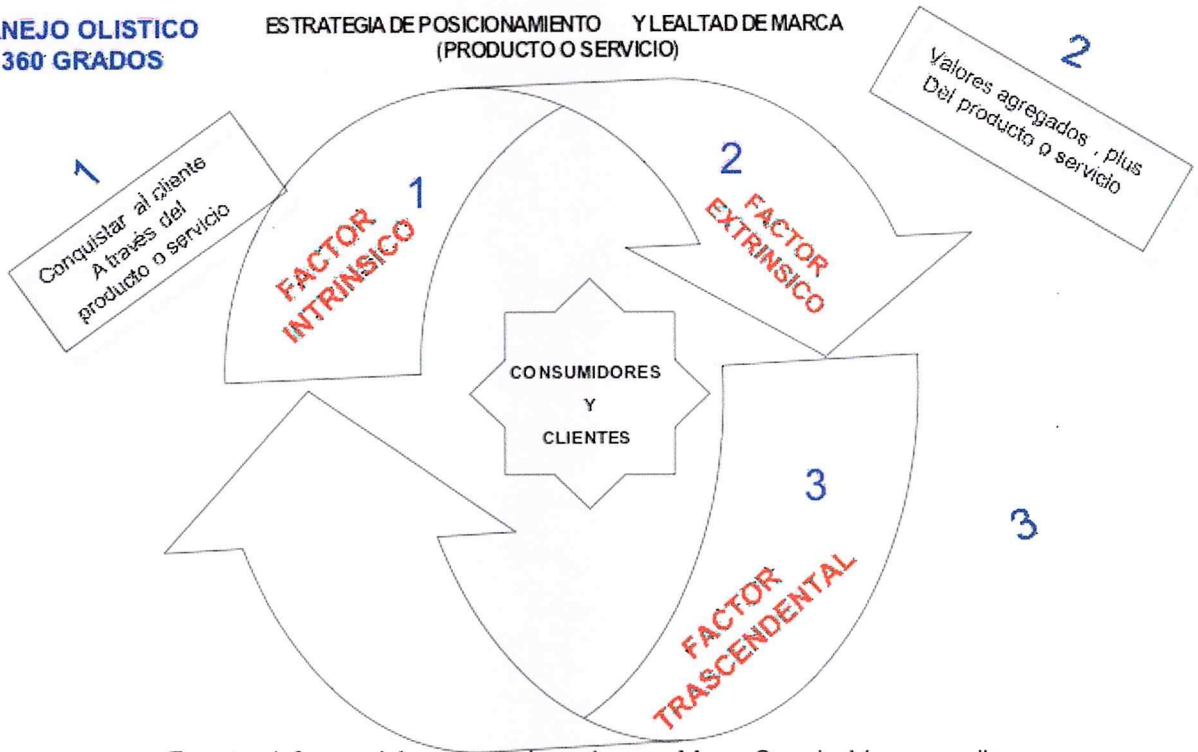 NEJO OLISTICO
360 GRADOS
ESTRATEGIA DE POSICIONAMIENTO Y LEALTAD DE MARCA
(PRODUCTO O SERVICIO)
1
Conquistar al cliente
A través del
producto o servicio
1
FACTOR
INTRINSICO
2
FACTOR
EXTRINSICO
2
Valores agregados , plus
Del producto o servicio
CONSUMIDORES
Y
CLIENTES
3
FACTOR
TRASCENDENTAL
3